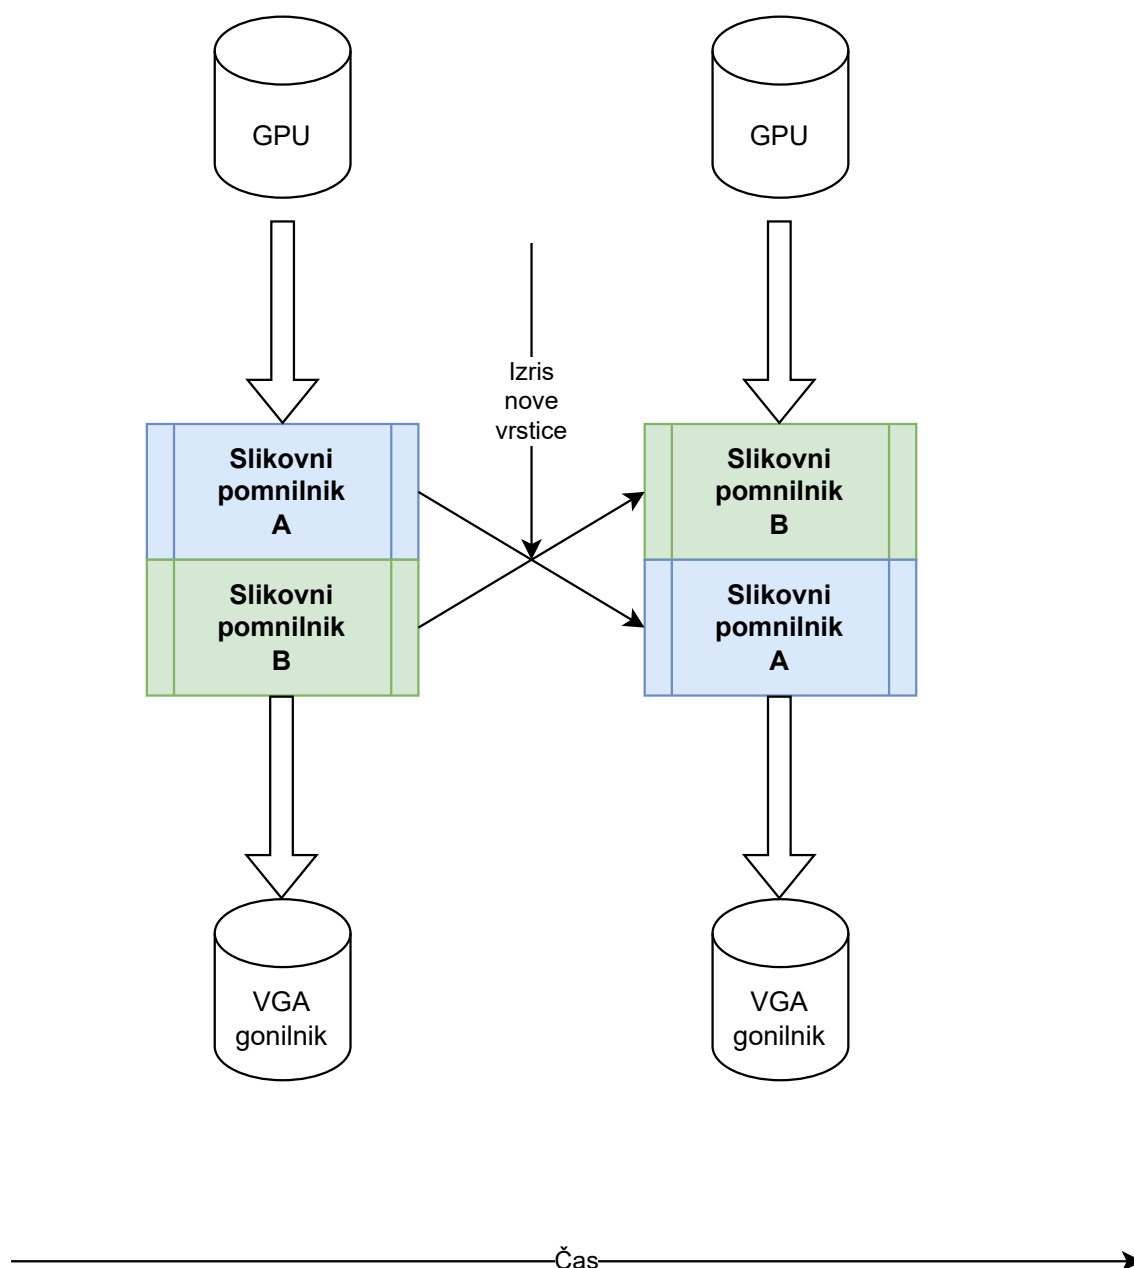 GPU
GPU
Izris
nove
vrstice
Slikovni
pomnilnik
A
Slikovni
pomnilnik
B
Slikovni
pomnilnik
B
Slikovni
pomnilnik
A
VGA
gonilnik
VGA
gonilnik
Čas